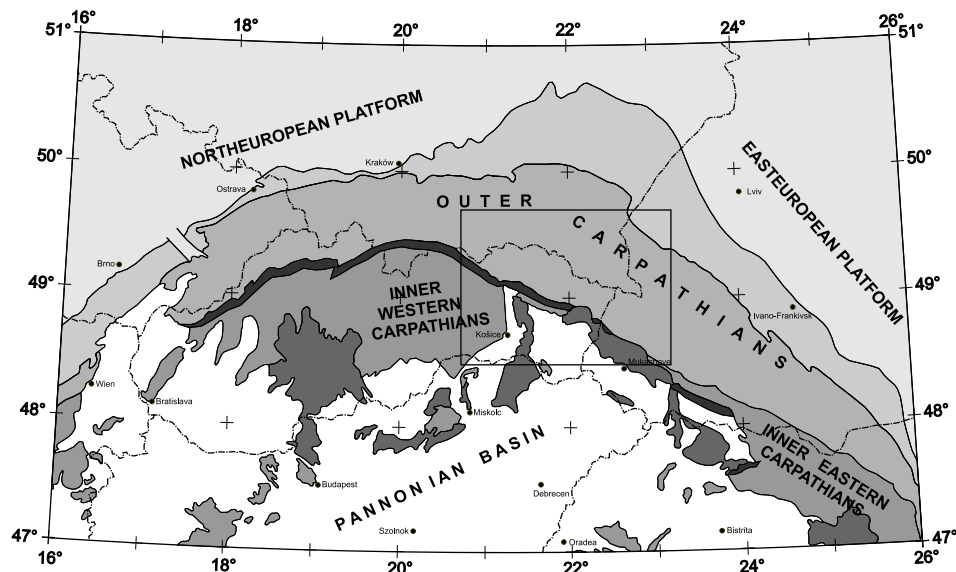 16°
18°
20°
22°
24°
26°
51°
51°
NORTHEUROPEAN PLATFORM
EASTEUROPEAN PLATFORM
50°
50°
Kraków
Ostrava
Lviv
OUTER
CARPATHIANS
Brno
49°
49°
INNER
WESTERN
CARPATHIANS
Ivano-Frankivsk
Košice
Mukacheve
Wien
Bratislava
Miskolc
48°
48°
PANNONIAN BASIN
INNER EASTERN
CARPATHIANS
Budapest
Debrecen
Szolnok
Oradea
Bistrita
47°
47°
16°
18°
20°
22°
24°
26°